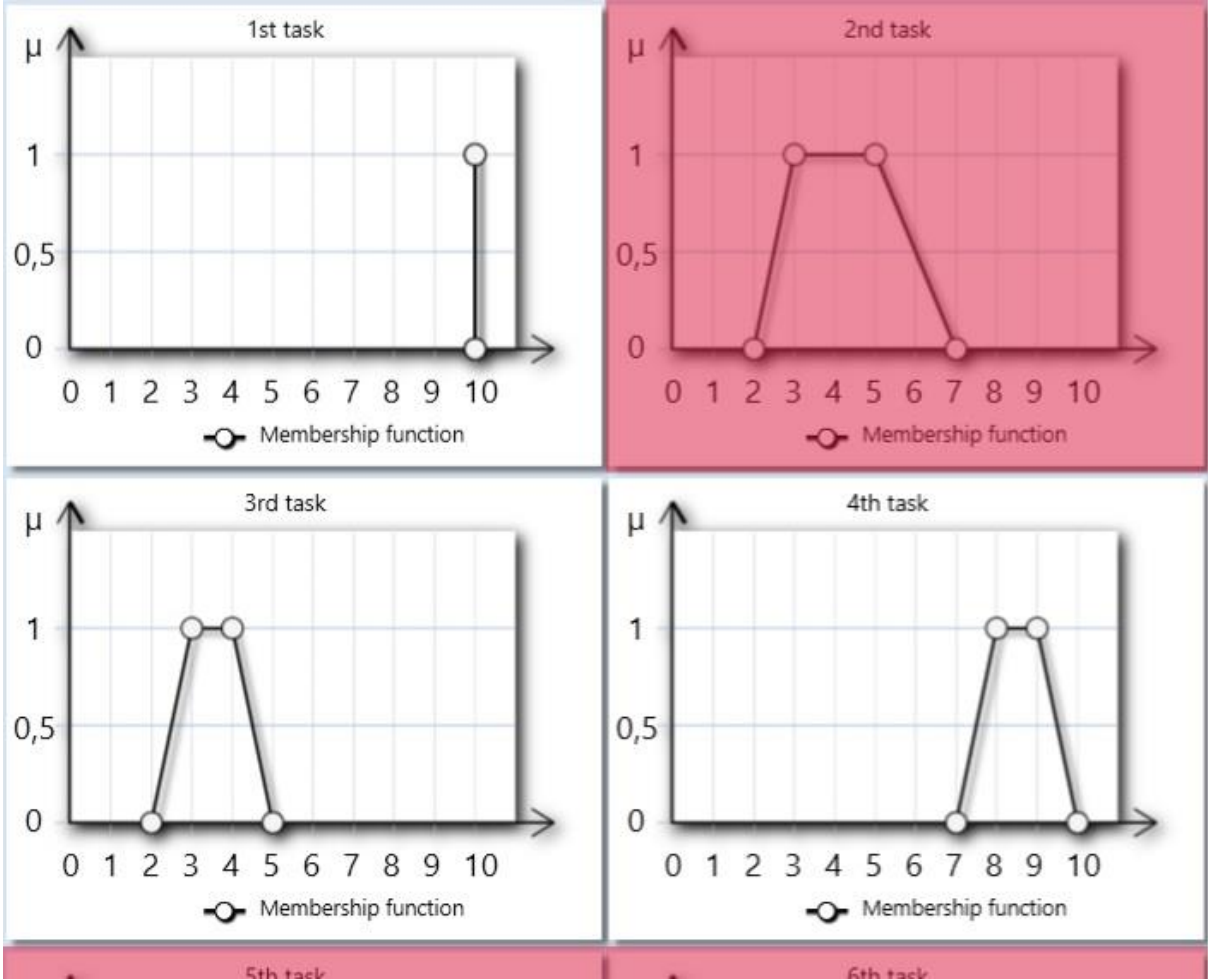 1st task
μ
1
0,5
0
0 1 2 3 4 5 6 7 8 9 10
Membership function
2nd task
μ
1
0,5
0
0 1 2 3 4 5 6 7 8 9 10
Membership function
3rd task
μ
1
0,5
0
0 1 2 3 4 5 6 7 8 9 10
Membership function
4th task
μ
1
0,5
0
0 1 2 3 4 5 6 7 8 9 10
Membership function
5th task
6th task